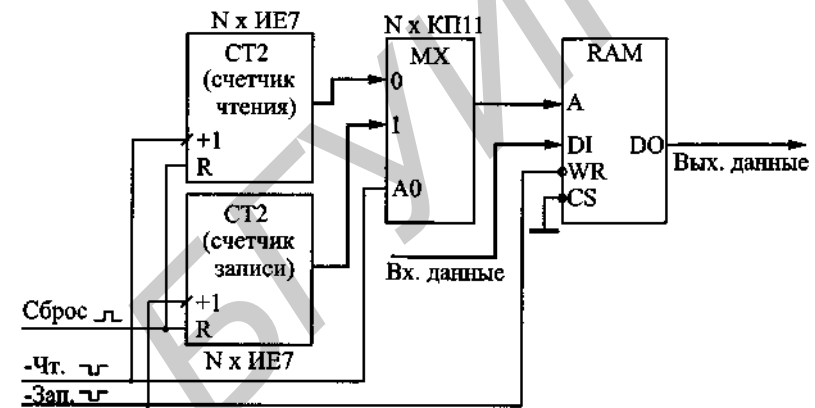 N x ИЕ7
CT2
(счетчик
чтения)
+1
R
CT2
(счетчик
записи)
+1
R
N x ИЕ7
N x КП11
MX
0
1
A0
RAM
A
DI
DO
WR
CS
Вх. данные
Вых. данные
Сброс
-Чт.
-Зап.
БГУИ